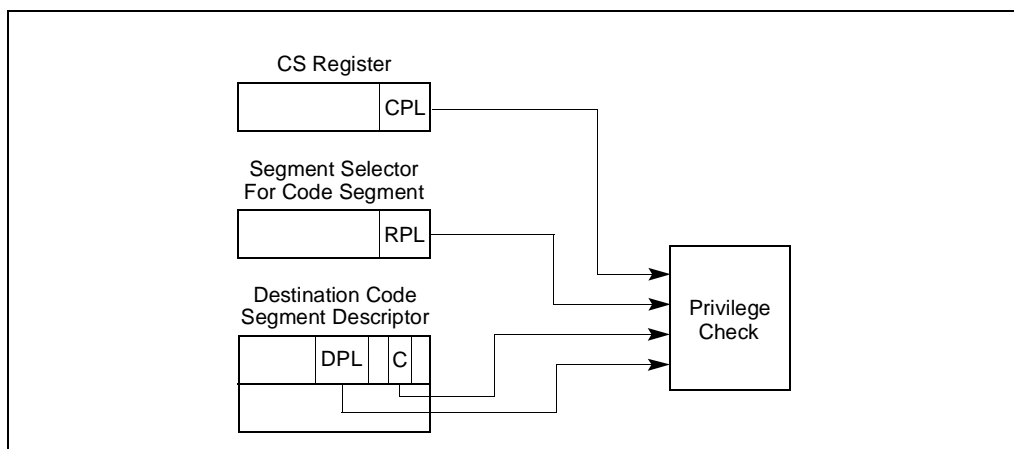 CS Register
CPL
Segment Selector
For Code Segment
RPL
Destination Code
Segment Descriptor
DPL
C
Privilege
Check